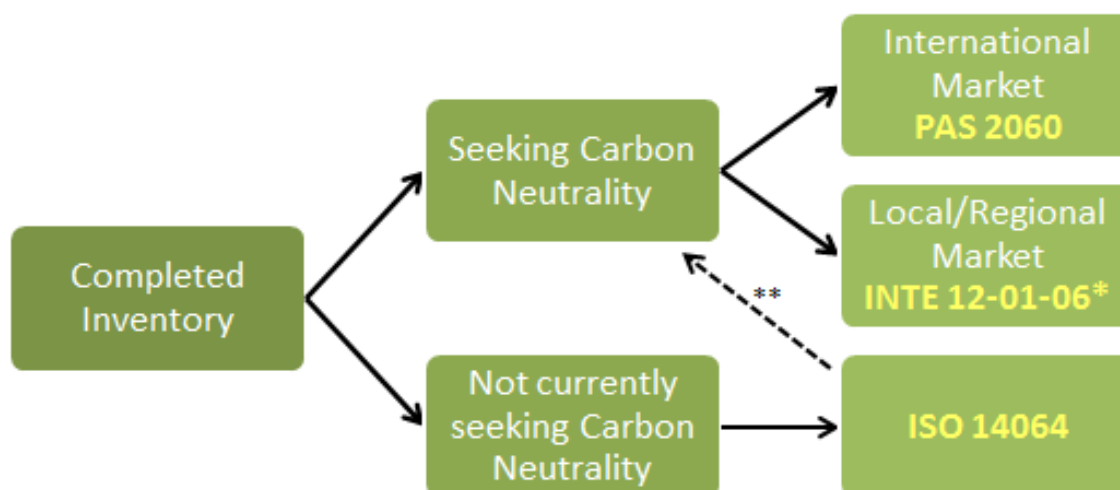 International
Market
PAS 2060
Seeking Carbon
Neutrality
Local/Regional
Market
INTE 12-01-06*
Completed
Inventory
**
Not currently
seeking Carbon
Neutrality
ISO 14064